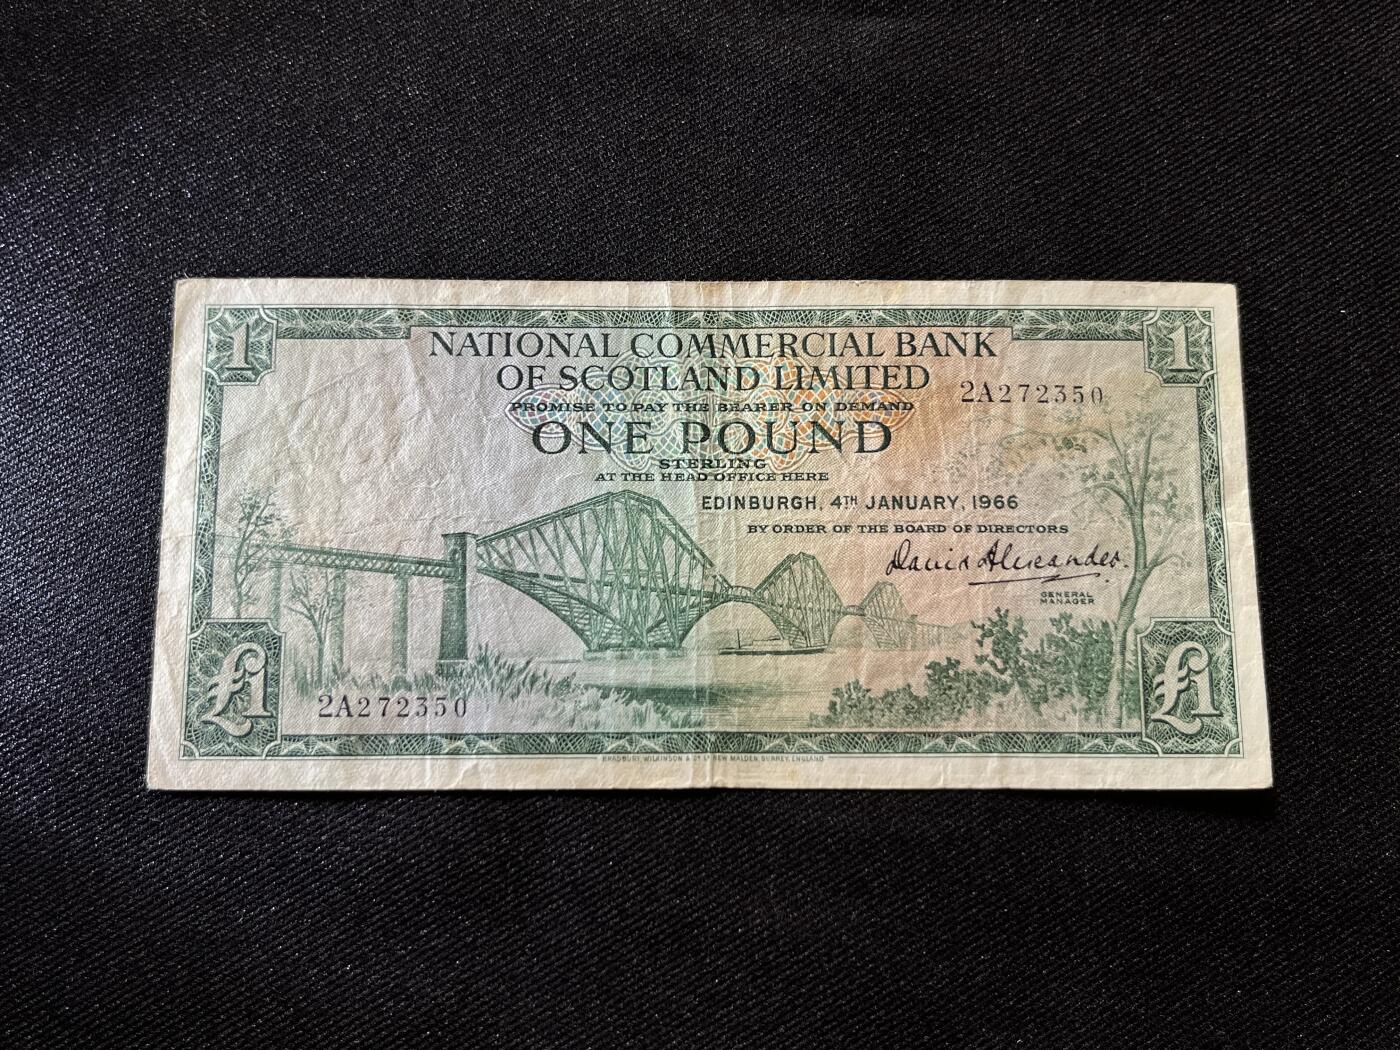 1
1
NATIONAL COMMERCIAL BANK
OF SCOTLAND LIMITED
2A272350
PROMISE TO PAY THE BEARER ON DEMAND
ONE POUND
STERLING
AT THE HEAD OFFICE HERE
EDINBURGH, 4TH JANUARY, 1966
BY ORDER OF THE BOARD OF DIRECTORS
David Alexander.
GENERAL
MANAGER
£1
£1
2A272350
BRADBURY, WILKINSON & Co Ld NEW MALDEN, SURREY, ENGLAND